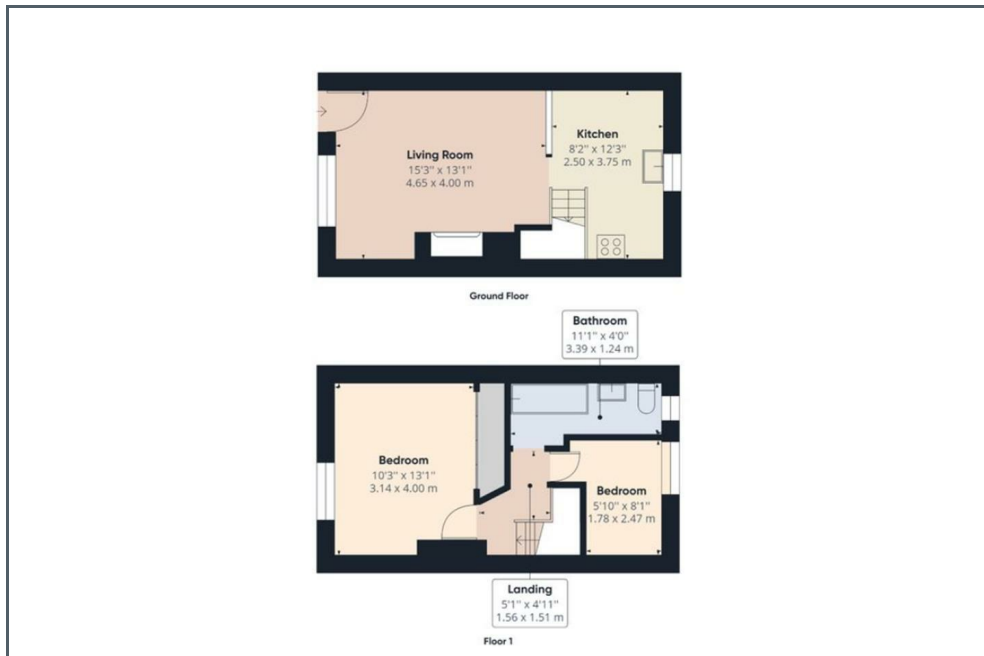 Living Room
15'3" x 13'1"
4.65 x 4.00 m
Kitchen
8'2" x 12'3"
2.50 x 3.75 m
Ground Floor
Bathroom
11'1" x 4'0"
3.39 x 1.24 m
Bedroom
10'3" x 13'1"
3.14 x 4.00 m
Bedroom
5'10" x 8'1"
1.78 x 2.47 m
Landing
5'1" x 4'11"
1.56 x 1.51 m
Floor 1